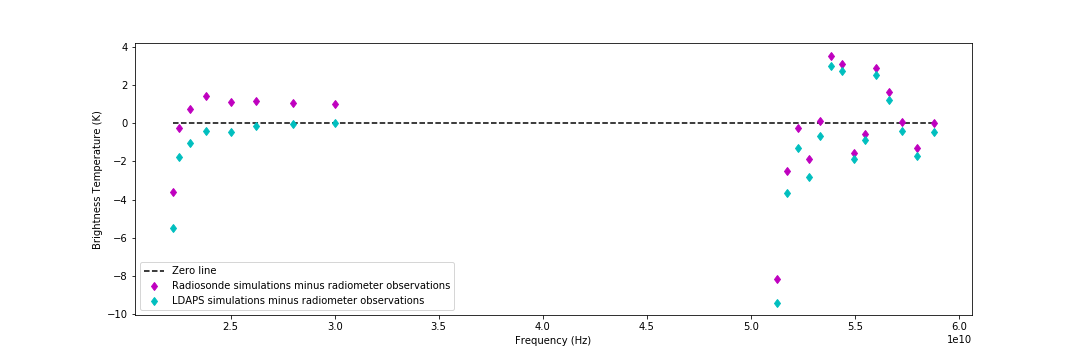 4
2
0
−2
−4
−6
−8
−10
Brightness Temperature (K)
Zero line
Radiosonde simulations minus radiometer observations
LDAPS simulations minus radiometer observations
2.5 3.0 3.5 4.0 4.5 5.0 5.5 6.0
1e10
Frequency (Hz)